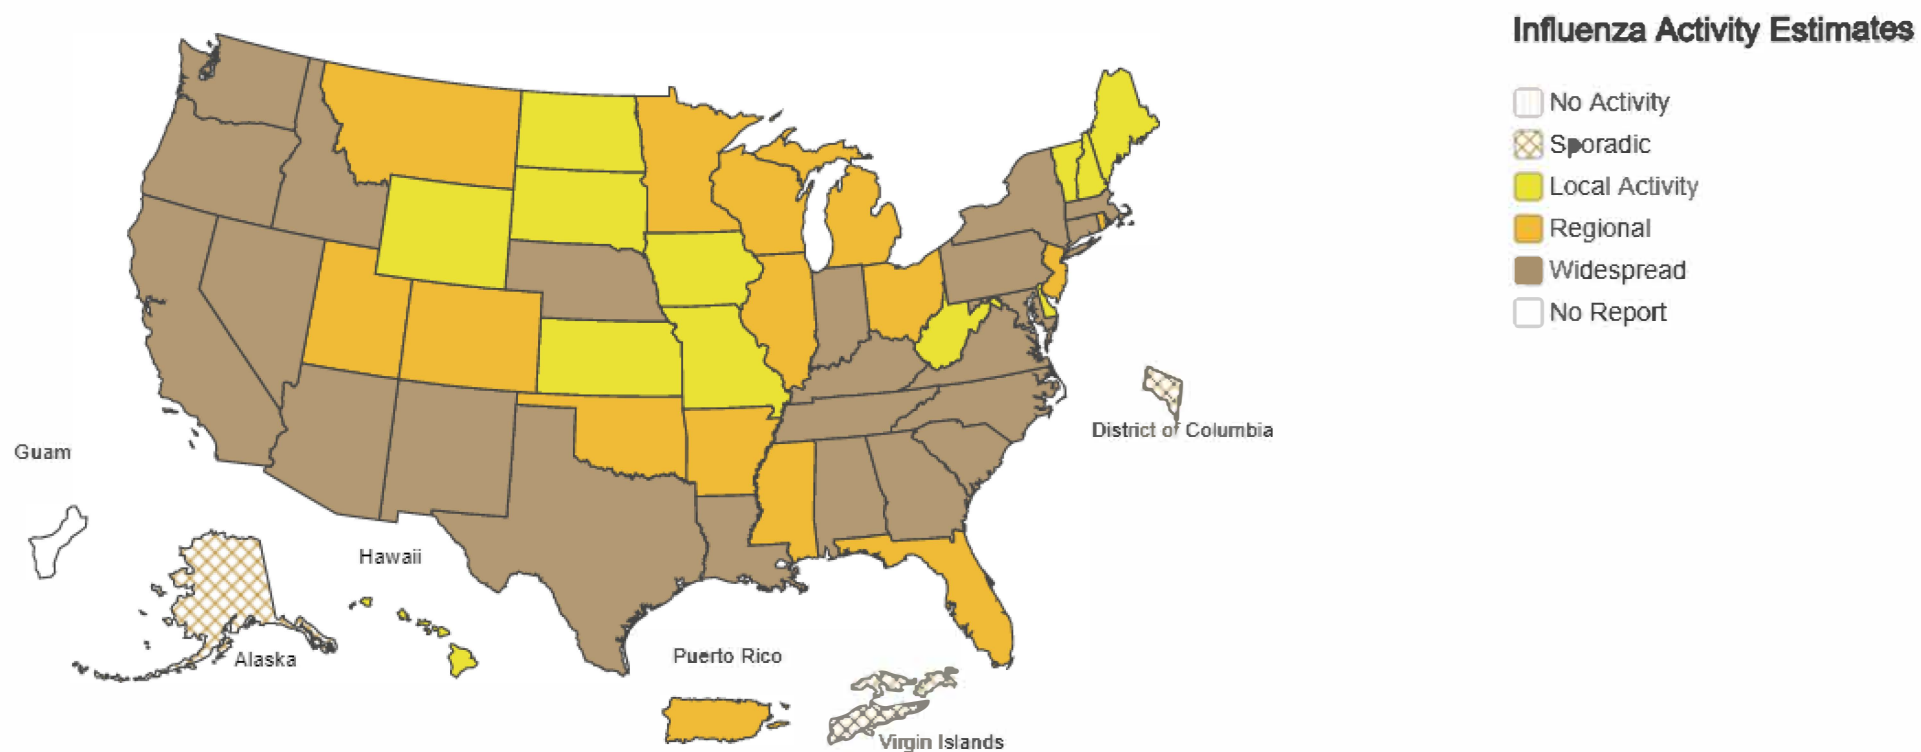 Influenza Activity Estimates
No Activity
Sporadic
Local Activity
Regional
Widespread
No Report
District of Columbia
Guam
Hawaii
Alaska
Puerto Rico
Virgin Islands